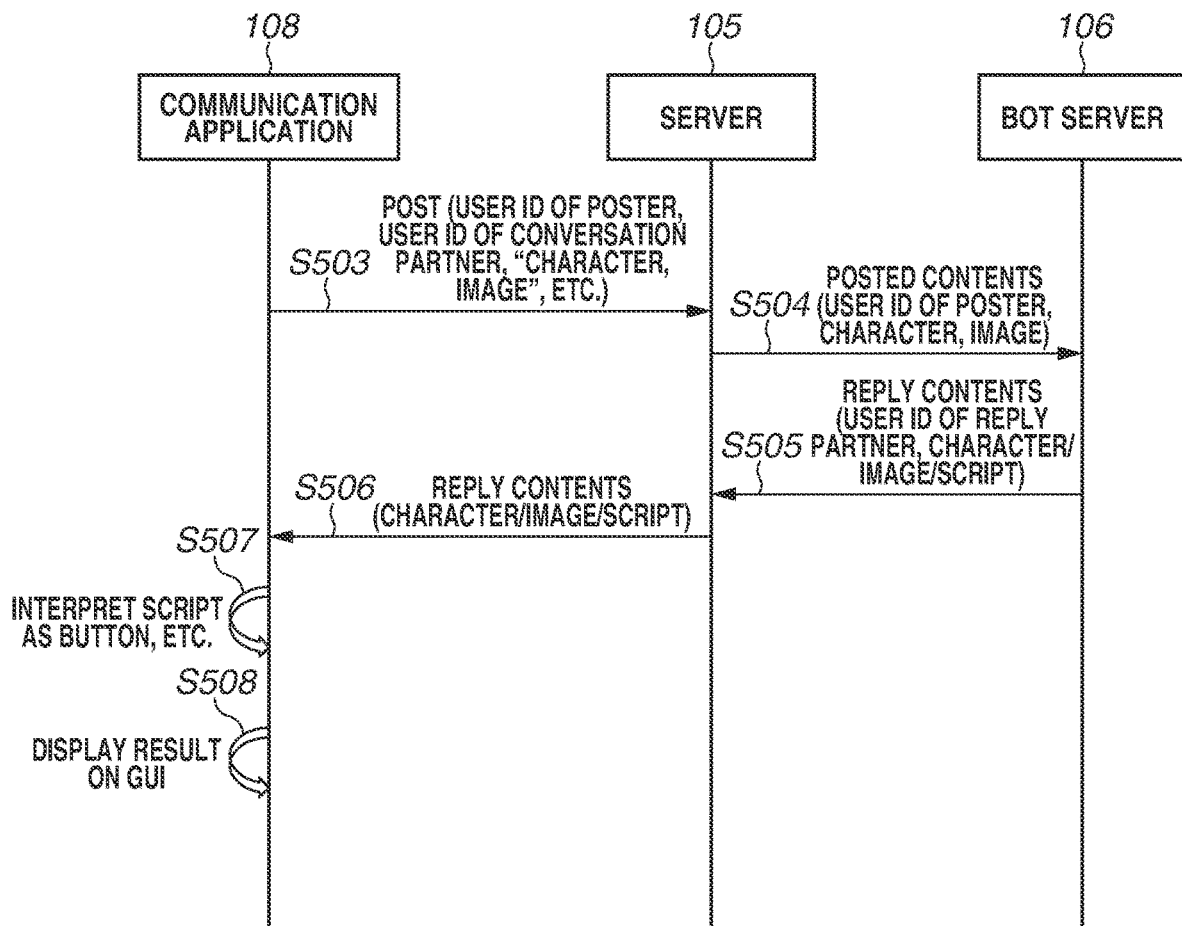 108
105
106
COMMUNICATION
APPLICATION
SERVER
BOT SERVER
POST (USER ID OF POSTER,
USER ID OF CONVERSATION
PARTNER, “CHARACTER,
IMAGE”, ETC.)
S503
POSTED CONTENTS
(USER ID OF POSTER,
CHARACTER, IMAGE)
S504
REPLY CONTENTS
(USER ID OF REPLY
PARTNER, CHARACTER/
IMAGE/SCRIPT)
S505
S506
REPLY CONTENTS
(CHARACTER/IMAGE/SCRIPT)
S507
INTERPRET SCRIPT
AS BUTTON, ETC.
S508
DISPLAY RESULT
ON GUI